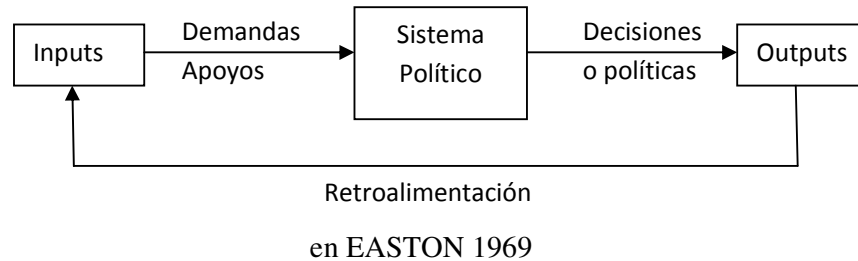 Inputs
Demandas
Apoyos
Sistema
Político
Decisiones
o políticas
Outputs
Retroalimentación
en EASTON 1969